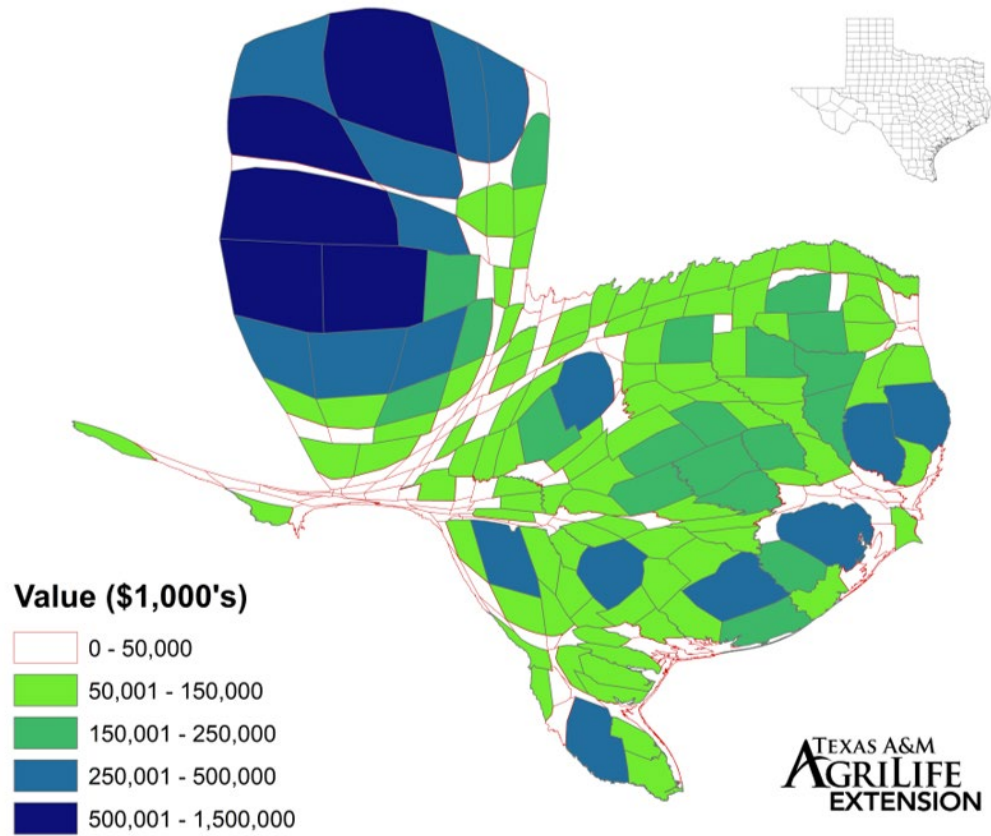 Value ($1,000's)
0 - 50,000
50,001 - 150,000
150,001 - 250,000
250,001 - 500,000
500,001 - 1,500,000
TEXAS A&M
AGRILIFE
EXTENSION